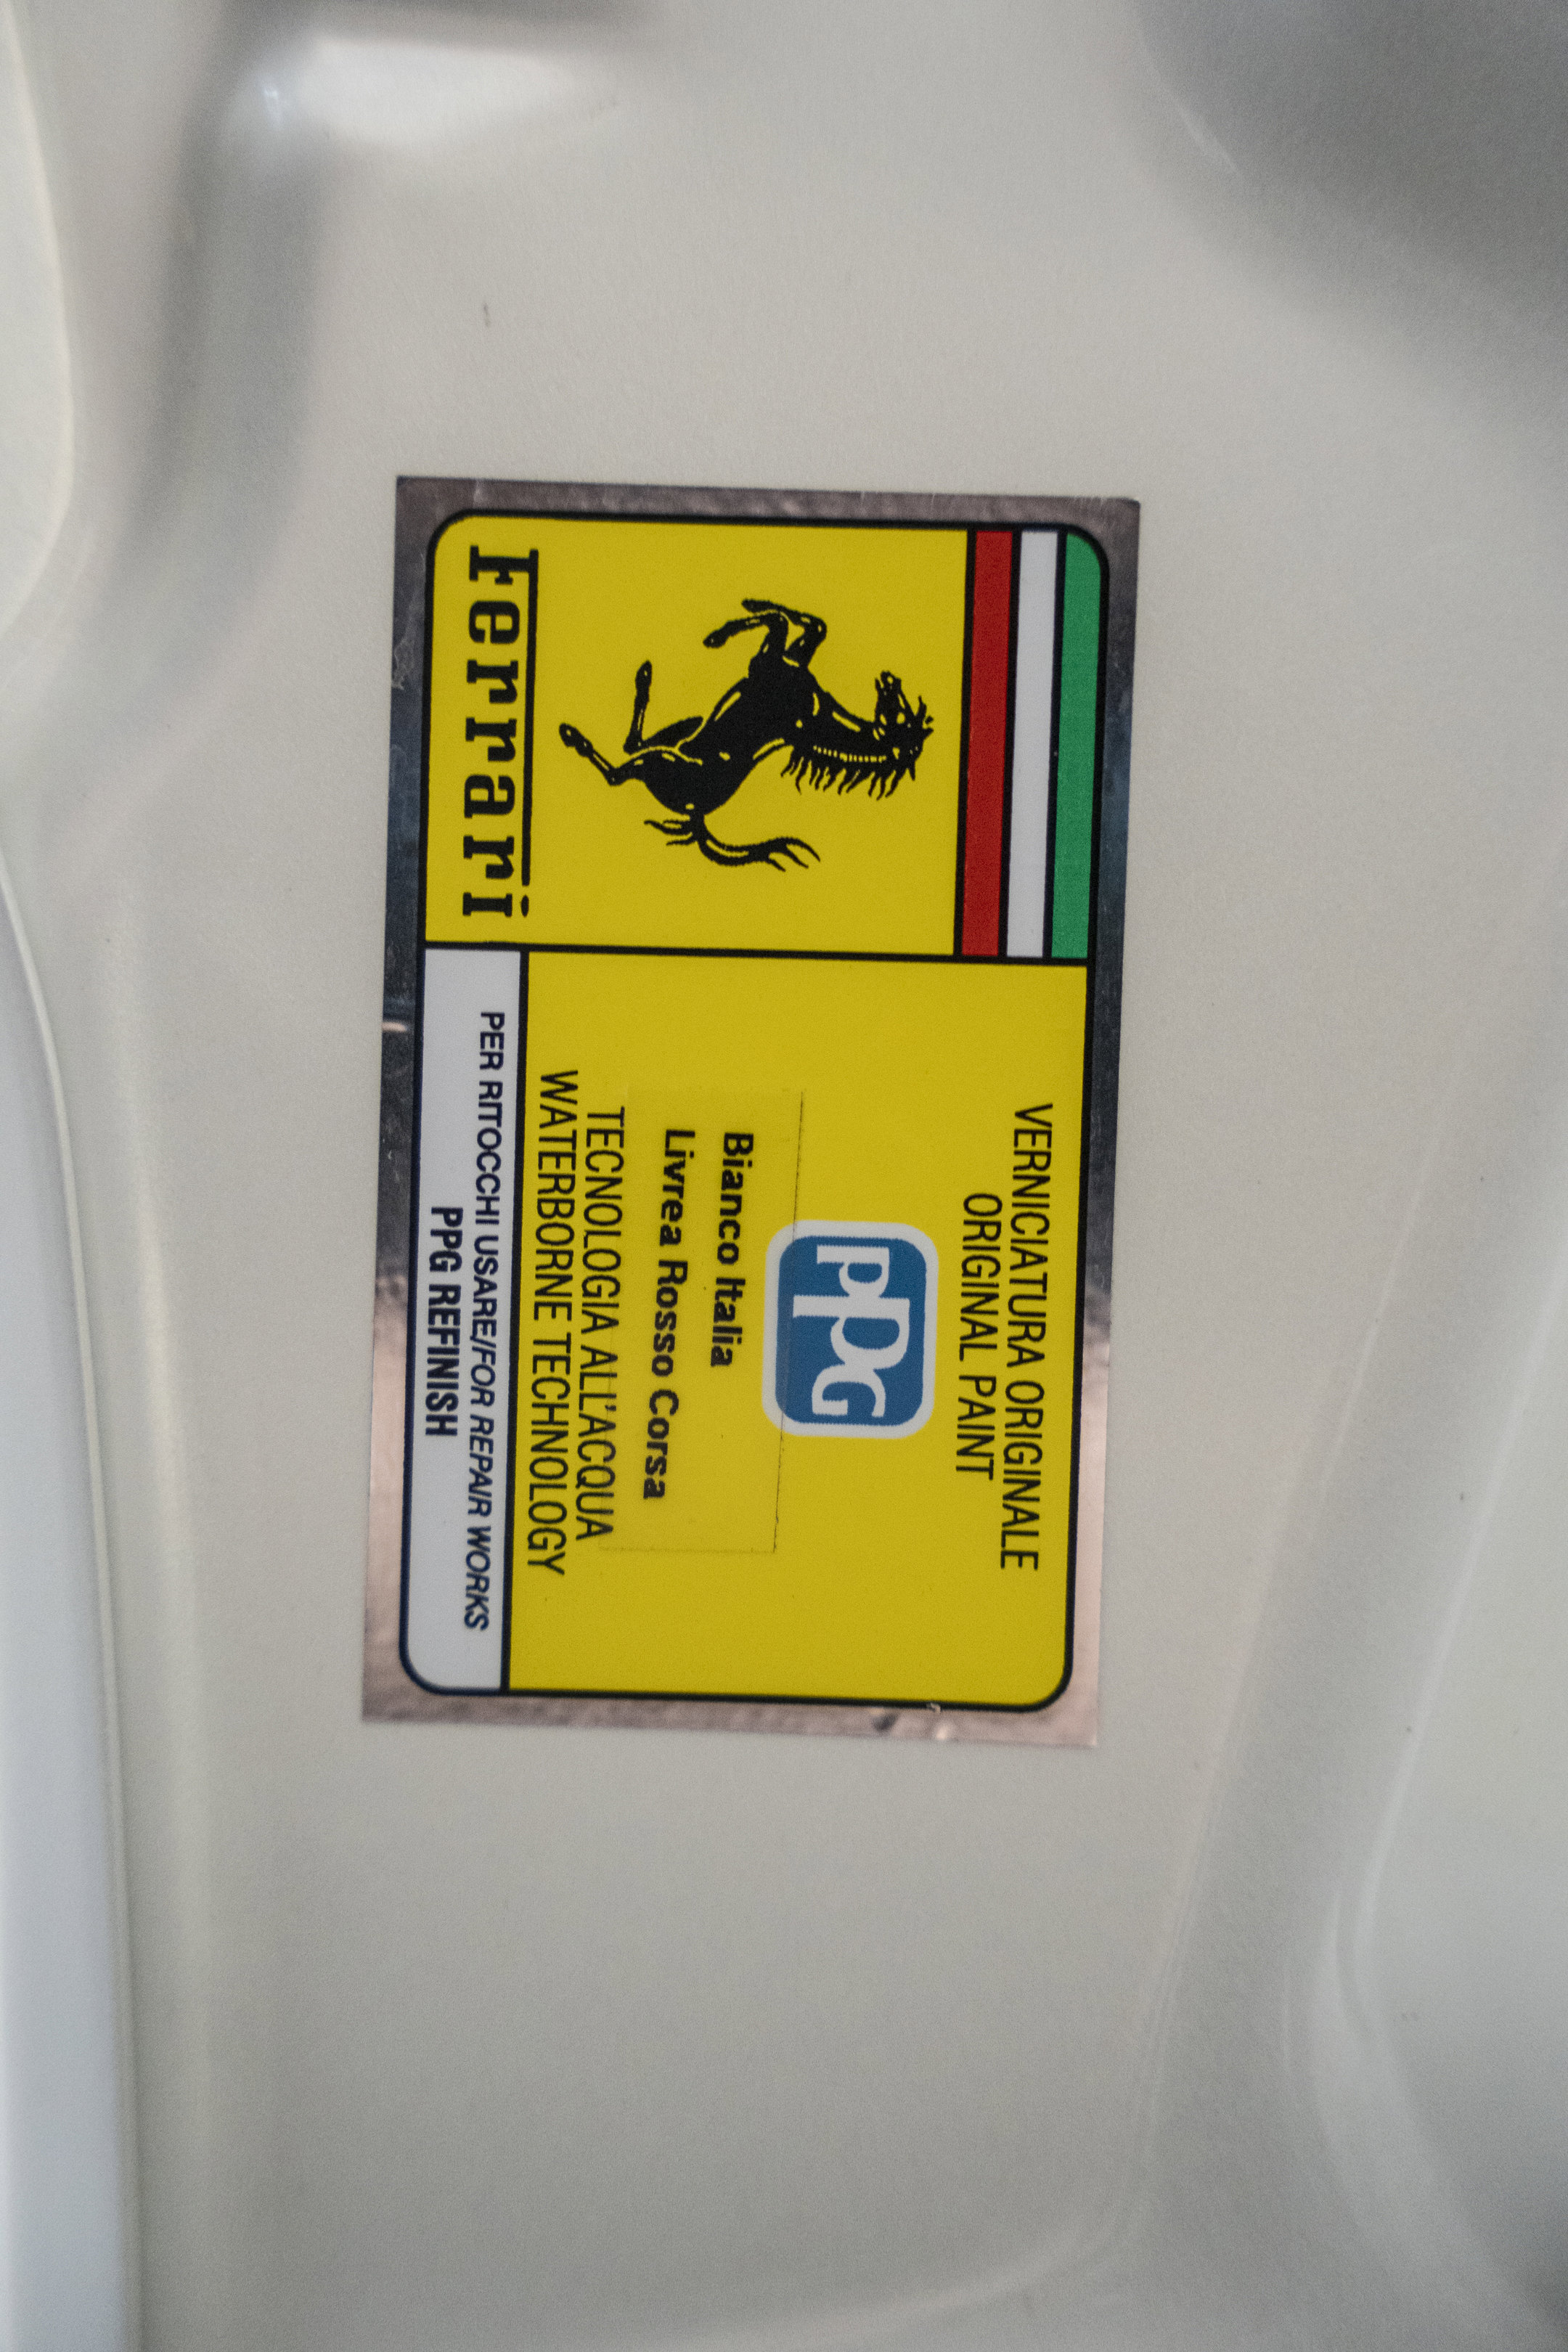 Ferrari
VERNICIATURA ORIGINALE
ORIGINAL PAINT
PPG
Bianco Italia
Livrea Rosso Corsa
TECNOLOGIA ALL'ACQUA
WATERBORNE TECHNOLOGY
PER RITOCCHI USARE/FOR REPAIR WORKS
PPG REFINISH